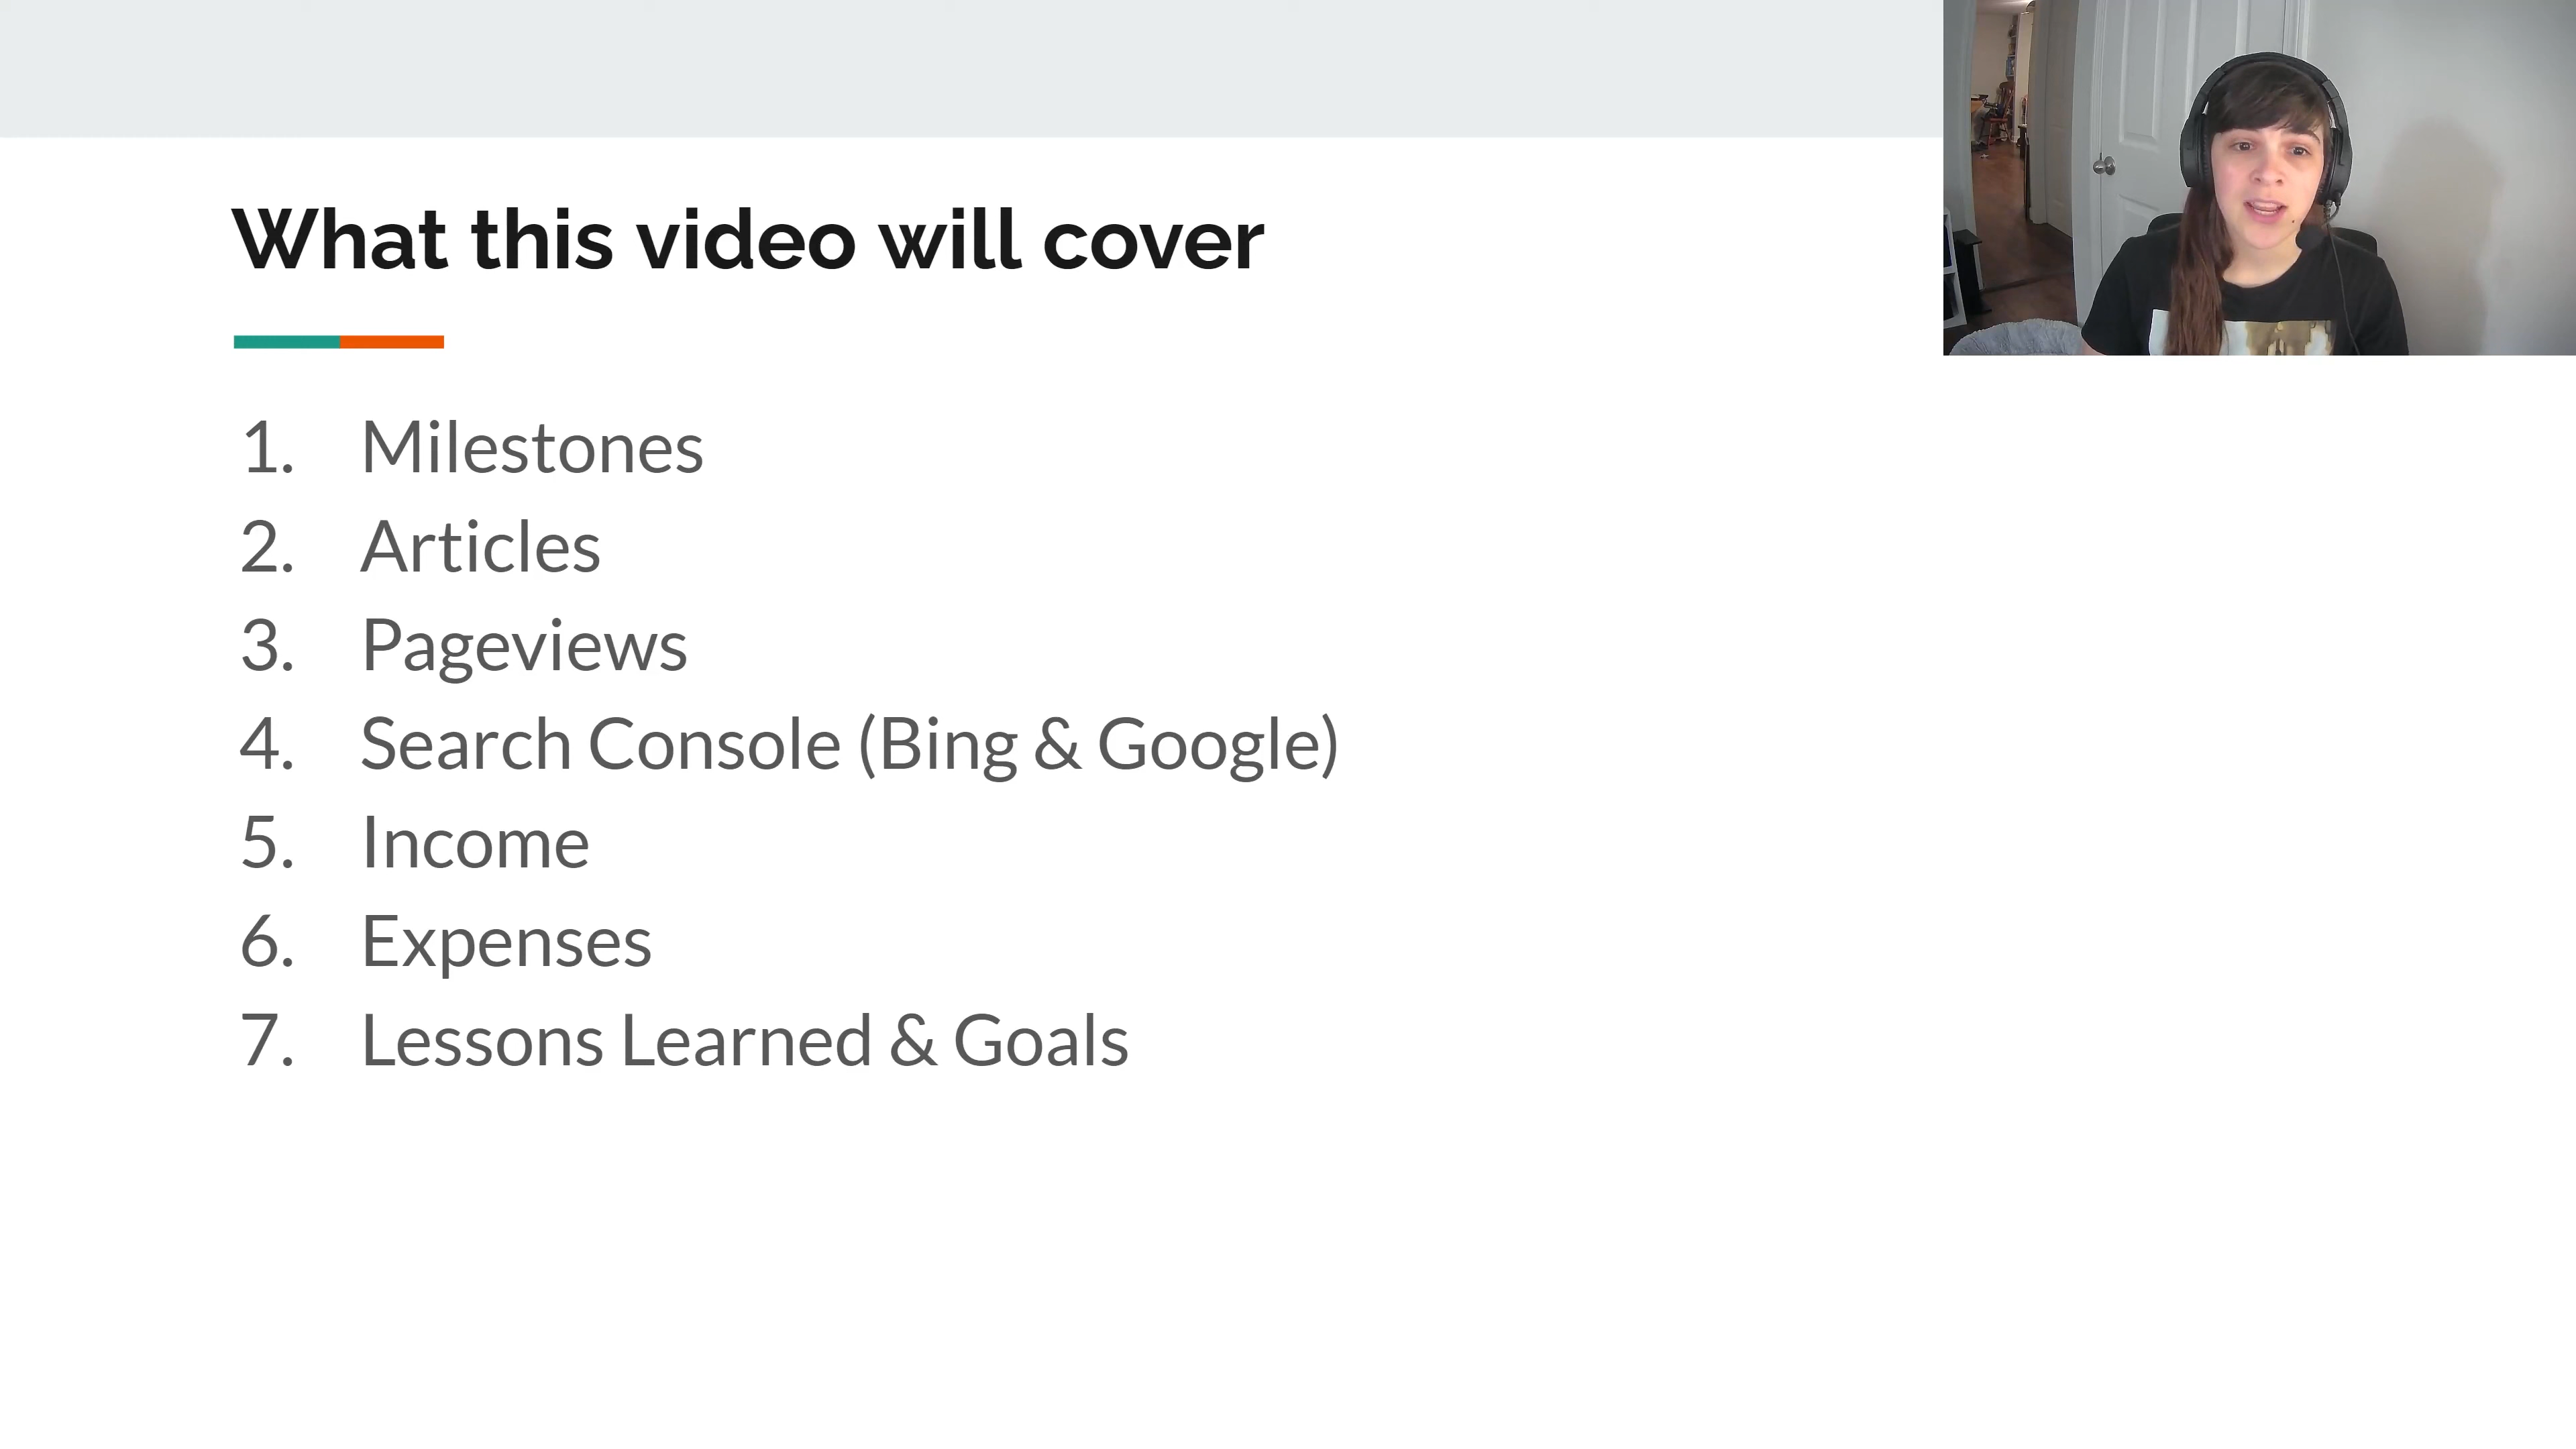 What this video will cover
1. Milestones
2. Articles
3. Pageviews
4. Search Console (Bing & Google)
5. Income
6. Expenses
7. Lessons Learned & Goals